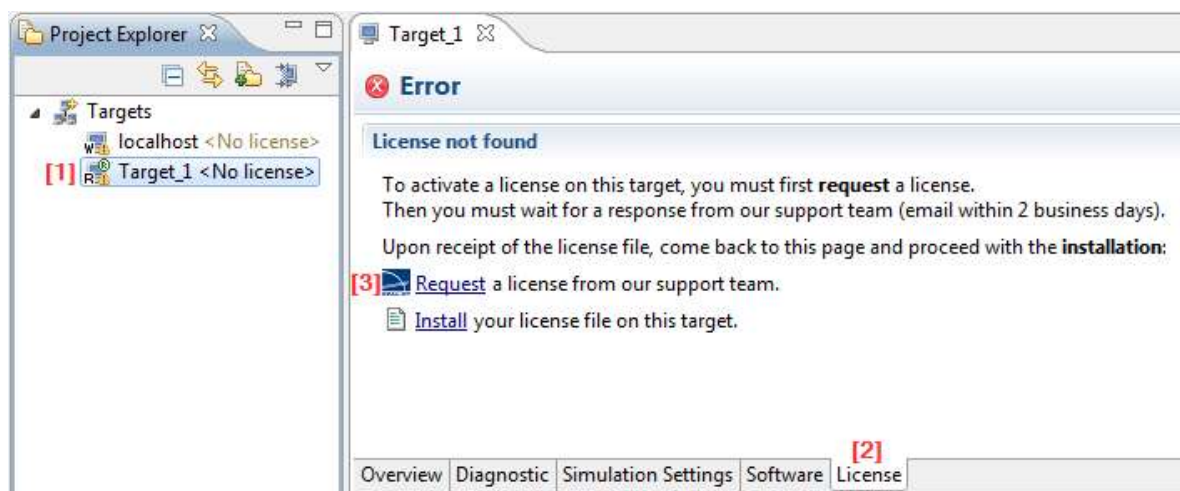 Project Explorer
Targets
localhost <No license>
[1] Target_1 <No license>
Target_1
Error
License not found
To activate a license on this target, you must first request a license.
Then you must wait for a response from our support team (email within 2 business days).
Upon receipt of the license file, come back to this page and proceed with the installation:
[3] Request a license from our support team.
Install your license file on this target.
[2]
Overview Diagnostic Simulation Settings Software License